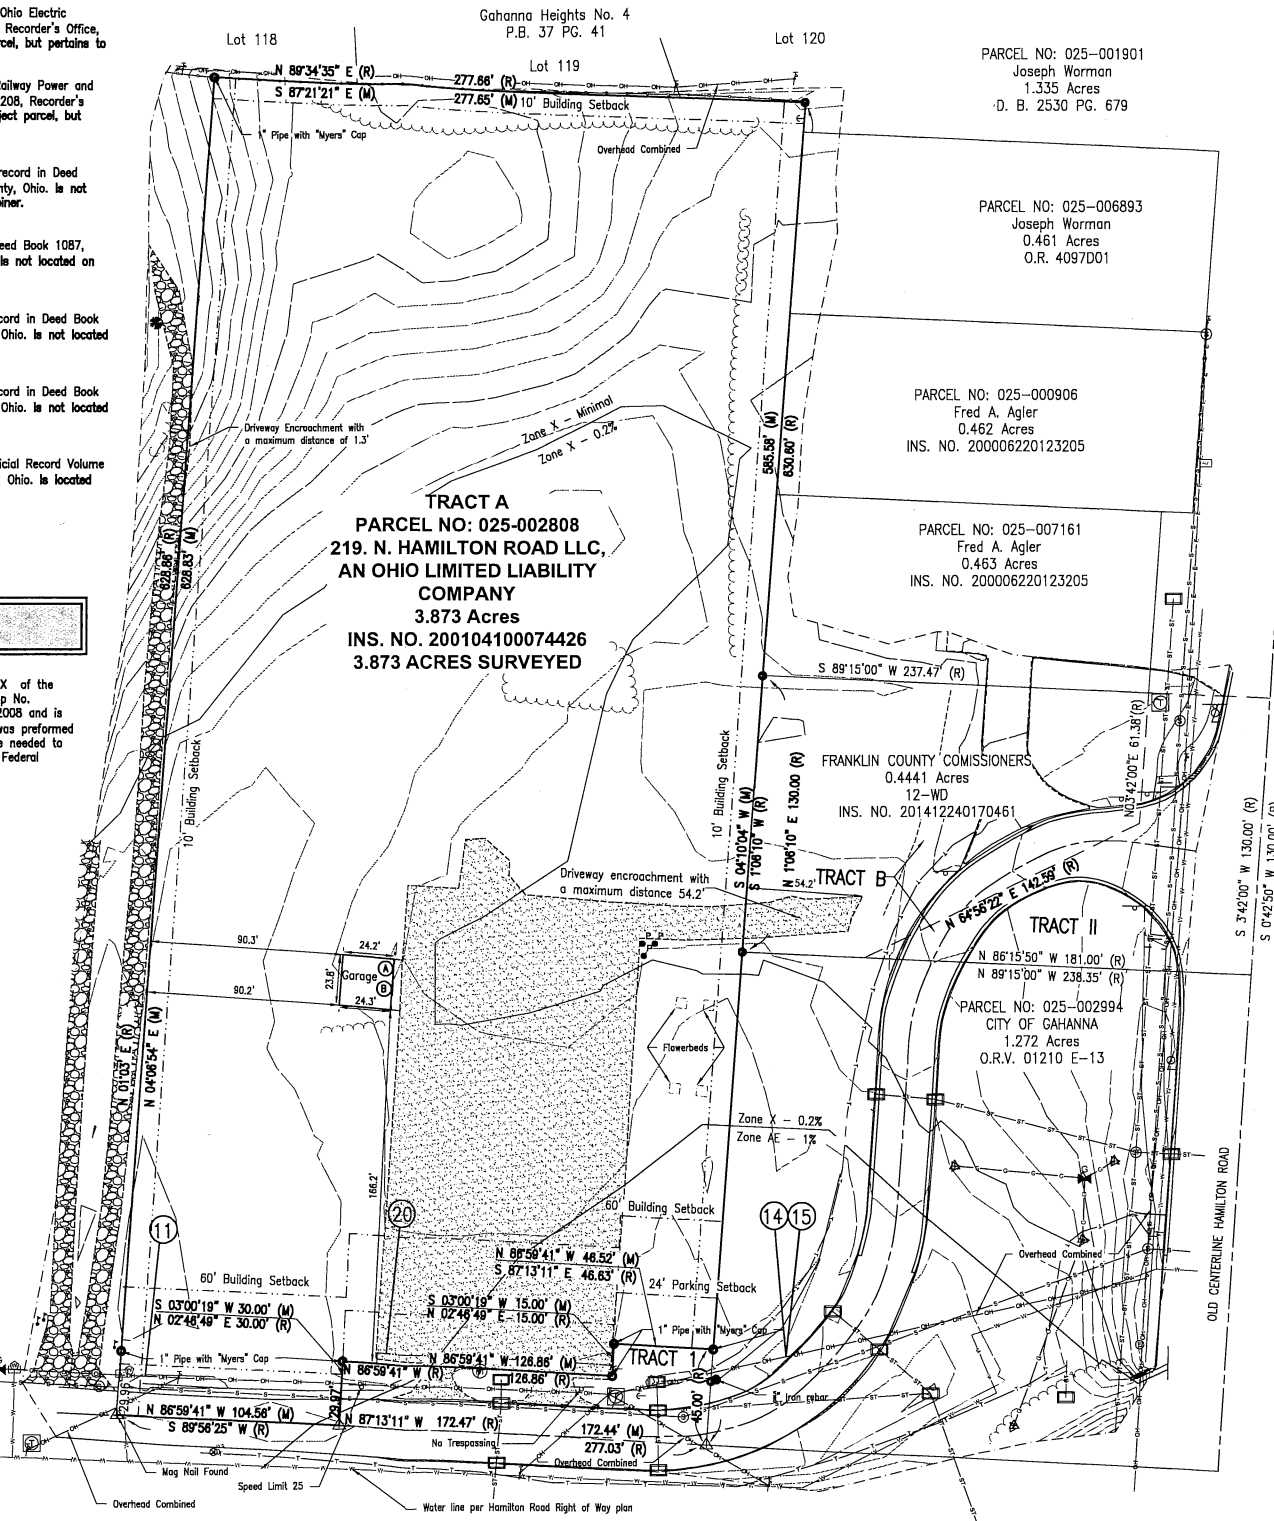 Ohio Electric
Recorder's Office,
rcel, but pertains to
Railway Power and
208, Recorder's
ject parcel, but
record in Deed
nty, Ohio. Is not
piner.
eed Book 1087,
Is not located on
cord in Deed Book
Ohio. Is not located
cord in Deed Book
Ohio. Is not located
icial Record Volume
Ohio. Is located
X of the
p No.
2008 and is
was preformed
e needed to
Federal
Gahanna Heights No. 4
P.B. 37 PG. 41
Lot 118
Lot 119
Lot 120
N 89°34'35" E (R)
277.66' (R)
S 87°21'21" E (M)
277.65' (M)
10' Building Setback
1" Pipe with "Myers" Cap
Overhead Combined
PARCEL NO: 025-001901
Joseph Worman
1.335 Acres
D. B. 2530 PG. 679
PARCEL NO: 025-006893
Joseph Worman
0.461 Acres
O.R. 4097D01
PARCEL NO: 025-000906
Fred A. Agler
0.462 Acres
INS. NO. 200006220123205
PARCEL NO: 025-007161
Fred A. Agler
0.463 Acres
INS. NO. 200006220123205
Driveway Encroachment with
a maximum distance of 1.3'
Zone X - Minimal
Zone X - 0.2%
585.58' (M)
630.60' (R)
TRACT A
PARCEL NO: 025-002808
219. N. HAMILTON ROAD LLC,
AN OHIO LIMITED LIABILITY
COMPANY
3.873 Acres
INS. NO. 200104100074426
3.873 ACRES SURVEYED
628.86' (R)
628.83' (M)
S 89°15'00" W 237.47' (R)
10' Building Setback
10' Building Setback
FRANKLIN COUNTY COMISSIONERS
0.4441 Acres
12-WD
INS. NO. 201412240170461
N03°42'00"E 61.38'(R)
S 3°42'00" W 130.00' (R)
S 0°42'50" W 130.00' (R)
S 04°10'04" W (M)
S 1°08'10" W (R)
N 1°08'10" E 130.00 (R)
Driveway encroachment with
a maximum distance 54.2'
54.2'
TRACT B
N 64°56'22" E 142.59' (R)
TRACT II
N 86°15'50" W 181.00' (R)
N 89°15'00" W 238.35' (R)
PARCEL NO: 025-002994
CITY OF GAHANNA
1.272 Acres
O.R.V. 01210 E-13
90.3'
24.2'
Garage
A
B
23.8'
90.2'
24.3'
N 01°03' E (R)
N 04°06'54" E (M)
Flowerbeds
Zone X - 0.2%
Zone AE - 1%
166.2'
11
20
14
15
60' Building Setback
N 86°59'41" W 46.52' (M)
S 87°13'11" E 46.63' (R)
24' Parking Setback
Overhead Combined
OLD CENTERLINE HAMILTON ROAD
60' Building Setback
S 03°00'19" W 30.00' (M)
N 02°46'49" E 30.00' (R)
S 03°00'19" W 15.00' (M)
N 02°46'49" E 15.00' (R)
1" Pipe with "Myers" Cap
1" Pipe with "Myers" Cap
TRACT 1
N 86°59'41" W 126.86' (M)
N 86°59'41" W (R)
126.86' (R)
29.96'
29.97'
45.00' (R)
Iron rebar
N 86°59'41" W 104.56' (M)
S 89°56'25" W (R)
N 87°13'11" W 172.47' (R)
172.44' (M)
277.03' (R)
No Trespassing
Overhead Combined
Mag Nail Found
Speed Limit 25
Overhead Combined
Water line per Hamilton Road Right of Way plan